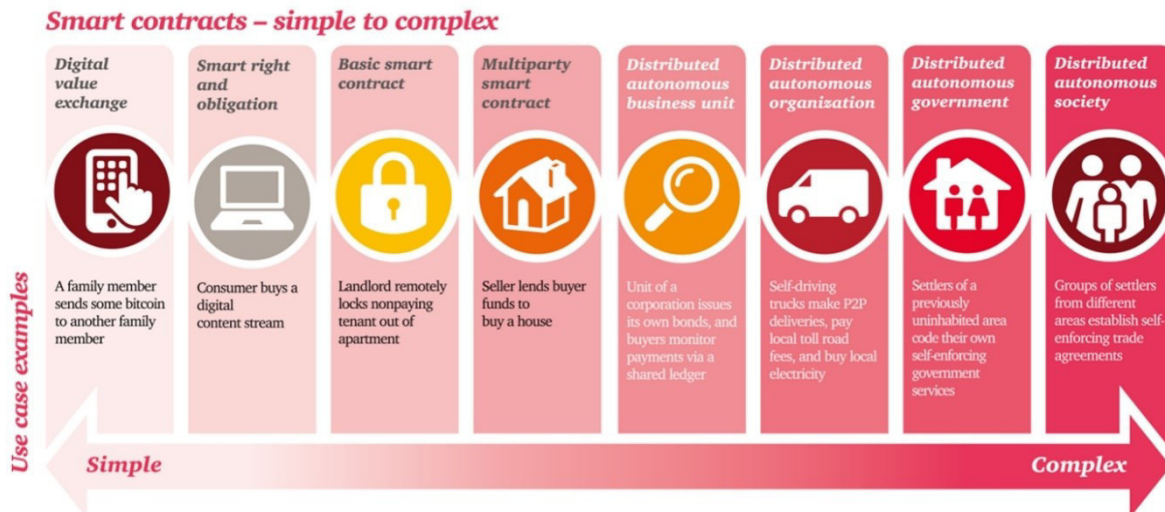 Smart contracts – simple to complex
Digital
value
exchange
A family member
sends some bitcoin
to another family
member
Smart right
and
obligation
Consumer buys a
digital
content stream
Basic smart
contract
Landlord remotely
locks nonpaying
tenant out of
apartment
Multiparty
smart
contract
Seller lends buyer
funds to
buy a house
Distributed
autonomous
business unit
Unit of a
corporation issues
its own bonds, and
buyers monitor
payments via a
shared ledger
Distributed
autonomous
organization
Self-driving
trucks make P2P
deliveries, pay
local toll road
fees, and buy local
electricity
Distributed
autonomous
government
Settlers of a
previously
uninhabited area
code their own
self-enforcing
government
services
Distributed
autonomous
society
Groups of settlers
from different
areas establish self-
enforcing trade
agreements
Use case examples
Simple
Complex